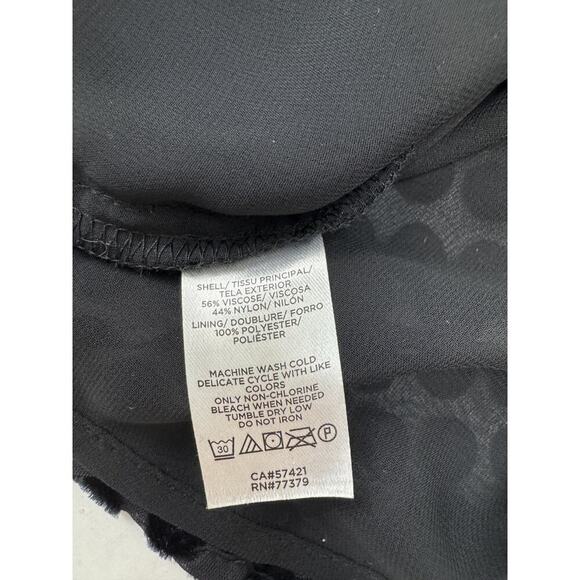 SHELL/ TISSU PRINCIPAL/
TELA EXTERIOR
56% VISCOSE/ VISCOSA
44% NYLON/ NILÓN
LINING/ DOUBLURE/ FORRO
100% POLYESTER/
POLIÉSTER
MACHINE WASH COLD
DELICATE CYCLE WITH LIKE
COLORS
ONLY NON-CHLORINE
BLEACH WHEN NEEDED
TUMBLE DRY LOW
DO NOT IRON
30 P
CA#57421
RN#77379